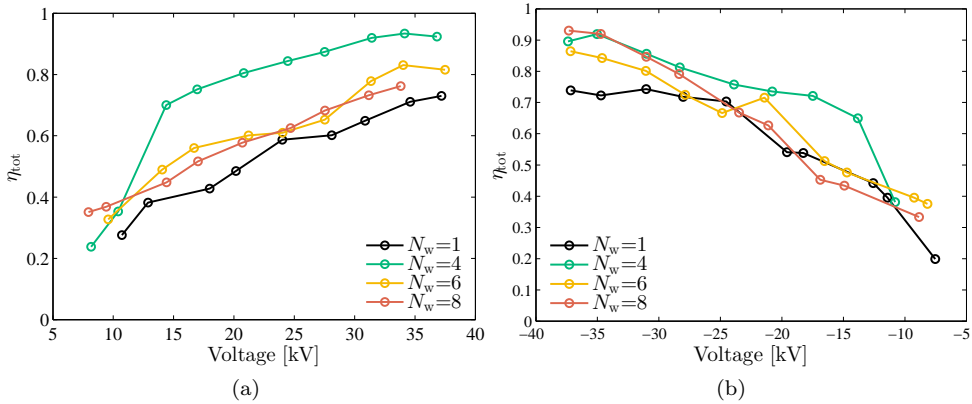 1
0.8
0.6
0.4
0.2
0
η_tot
5 10 15 20 25 30 35 40
Voltage [kV]
N_w=1
N_w=4
N_w=6
N_w=8
(a)
1
0.9
0.8
0.7
0.6
0.5
0.4
0.3
0.2
0.1
0
η_tot
−40 −35 −30 −25 −20 −15 −10 −5
Voltage [kV]
N_w=1
N_w=4
N_w=6
N_w=8
(b)